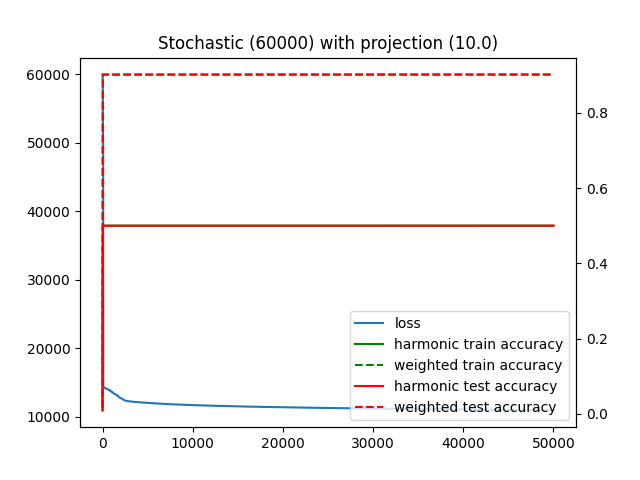 Stochastic (60000) with projection (10.0)
60000
50000
40000
30000
20000
10000
0.8
0.6
0.4
0.2
0.0
loss
harmonic train accuracy
weighted train accuracy
harmonic test accuracy
weighted test accuracy
0 10000 20000 30000 40000 50000